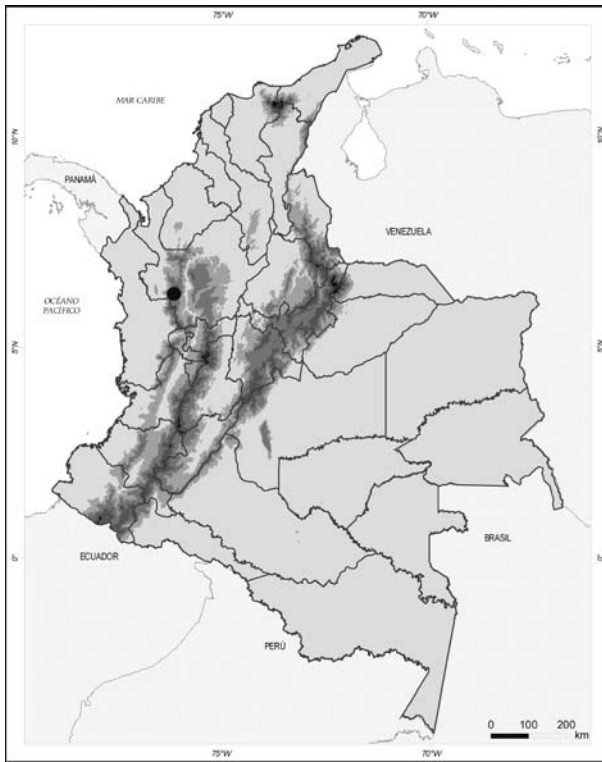 75°W
70°W
MAR CARIBE
10°N
10°N
PANAMÁ
VENEZUELA
OCÉANO
PACÍFICO
5°N
5°N
BRASIL
ECUADOR
0°
0°
PERÚ
0 100 200
km
75°W
70°W